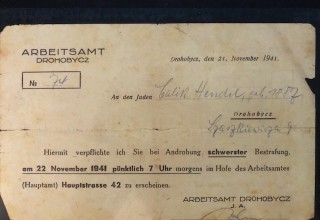 ARBEITSAMT
DROHOBYCZ
Drohobycz, den 21. November 1941.
Nr 74
An den Juden Hendel,
Drohobycz
Hiermit verpflichte ich Sie bei Androhung schwerster Bestrafung,
am 22 November 1941 pünktlich 7 Uhr morgens im Hofe des Arbeitsamtes
(Hauptamt) Hauptstrasse 42 zu erscheinen.
ARBEITSAMT DROHOBYCZ
J. A.